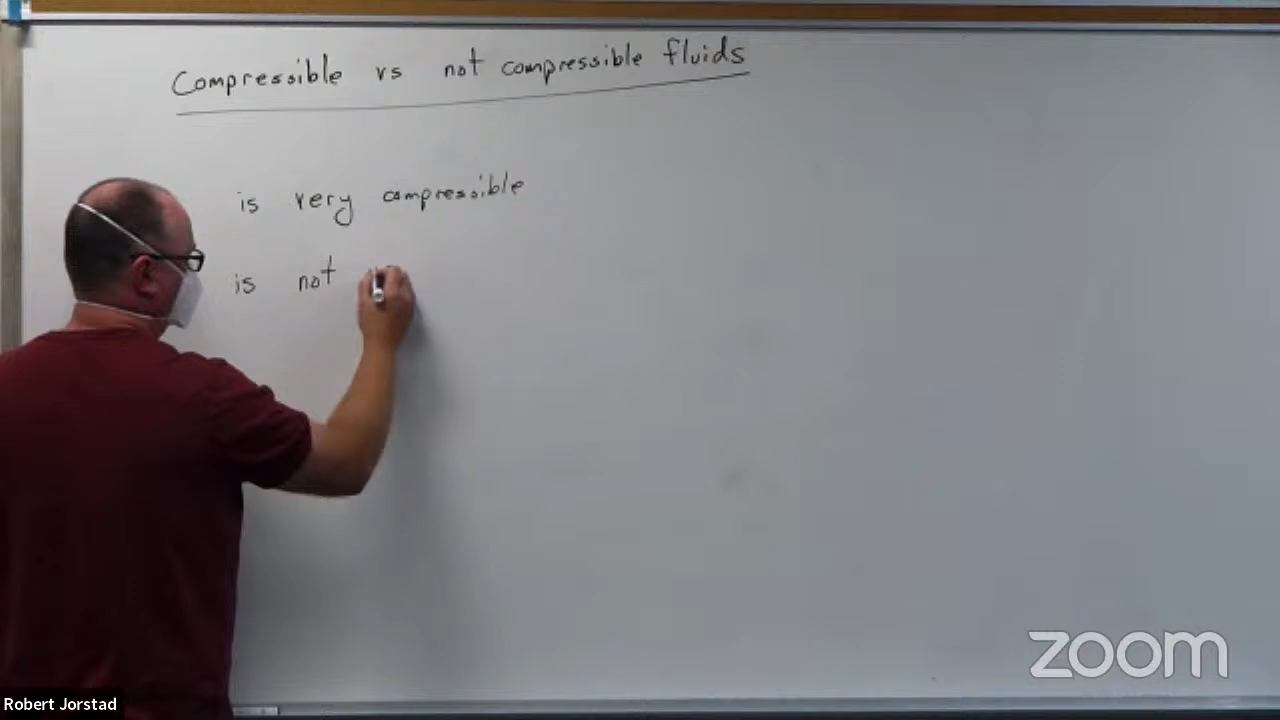 Compressible vs not compressible fluids
is very compressible
is not
zoom
Robert Jorstad